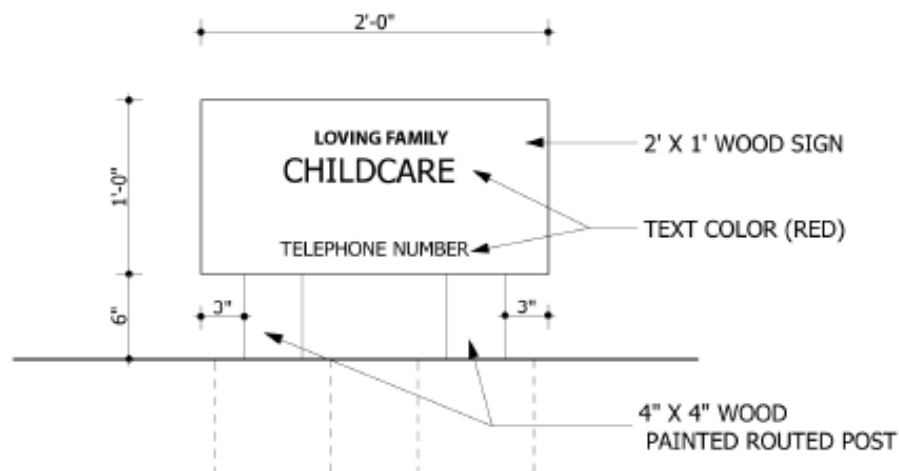 2'-0"
LOVING FAMILY
CHILDCARE
2' X 1' WOOD SIGN
1'-0"
TEXT COLOR (RED)
TELEPHONE NUMBER
6"
3"
3"
4" X 4" WOOD
PAINTED ROUTED POST